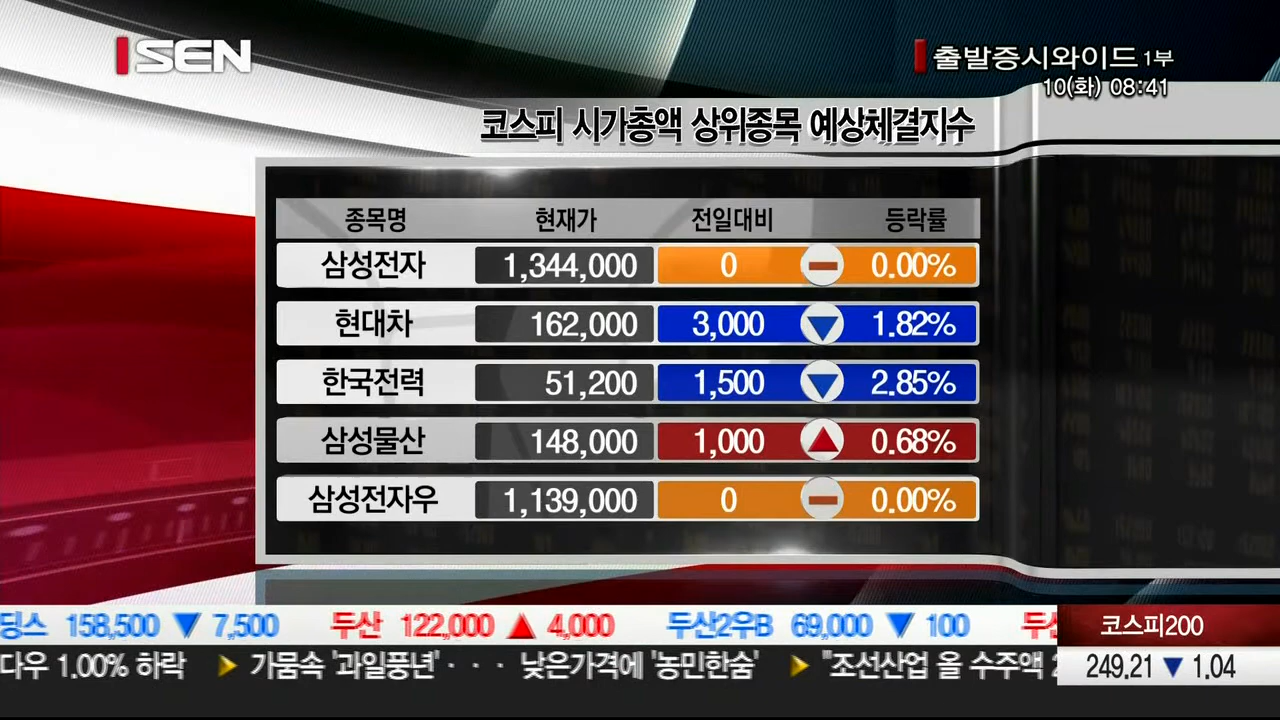 SEN
출발증시와이드 1부
10(화) 08:41
코스피 시가총액 상위종목 예상체결지수
종목명 현재가 전일대비 등락률
삼성전자 1,344,000 0 0.00%
현대차 162,000 3,000 ▼ 1.82%
한국전력 51,200 1,500 ▼ 2.85%
삼성물산 148,000 1,000 ▲ 0.68%
삼성전자우 1,139,000 0 0.00%
딩스 158,500 ▼ 7,500 두산 122,000 ▲ 4,000 두산2우B 69,000 ▼ 100 두산
코스피200
다우 1.00% 하락 ▶ 가뭄속 '과일풍년'··· 낮은가격에 '농민한숨' ▶ "조선산업 올 수주액
249.21 ▼ 1.04